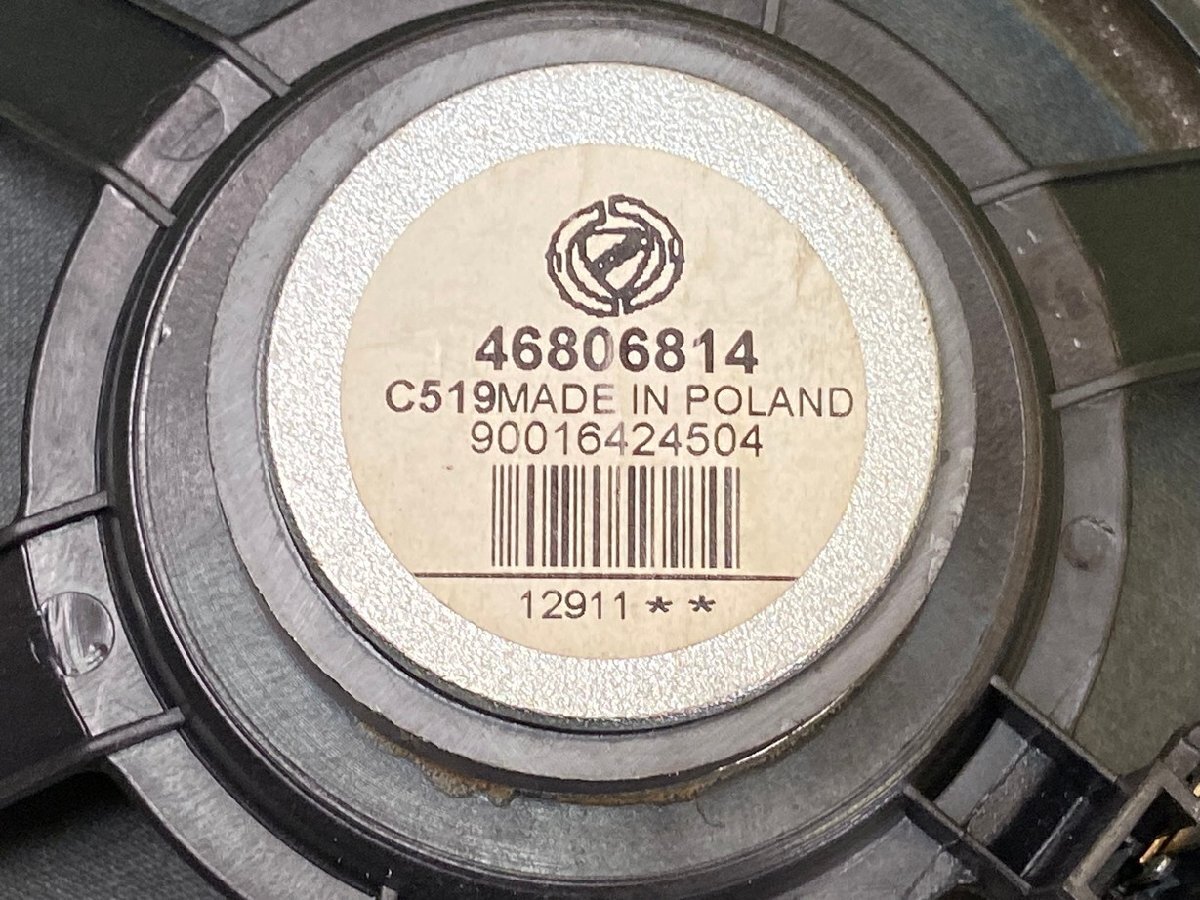 46806814
C519MADE IN POLAND
90016424504
12911 * *